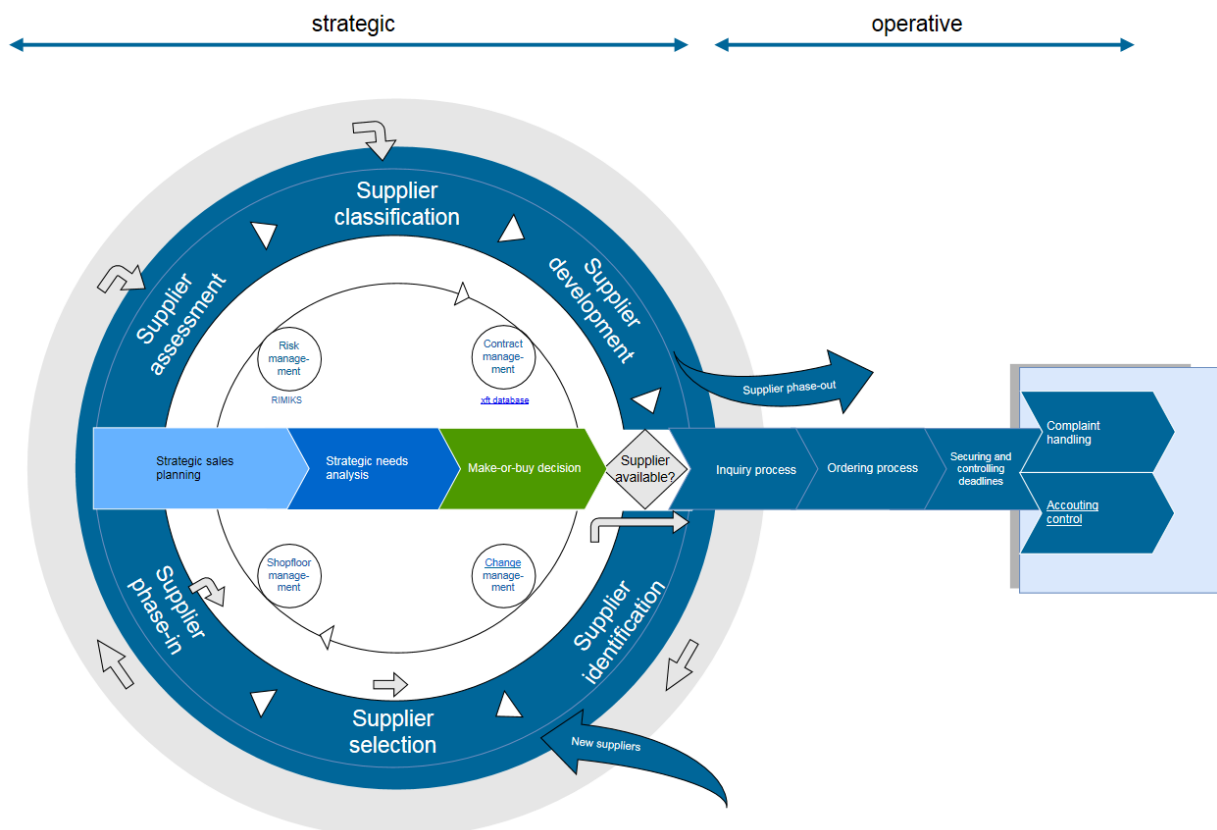 strategic
operative
Supplier
classification
Supplier
assessment
Supplier
development
Risk
manage-
ment
RIMIKS
Contract
manage-
ment
xft database
Supplier phase-out
Strategic sales
planning
Strategic needs
analysis
Make-or-buy decision
Supplier
available?
Inquiry process
Ordering process
Securing and
controlling
deadlines
Complaint
handling
Accouting
control
Shopfloor
manage-
ment
Change
manage-
ment
Supplier
phase-in
Supplier
identification
Supplier
selection
New suppliers